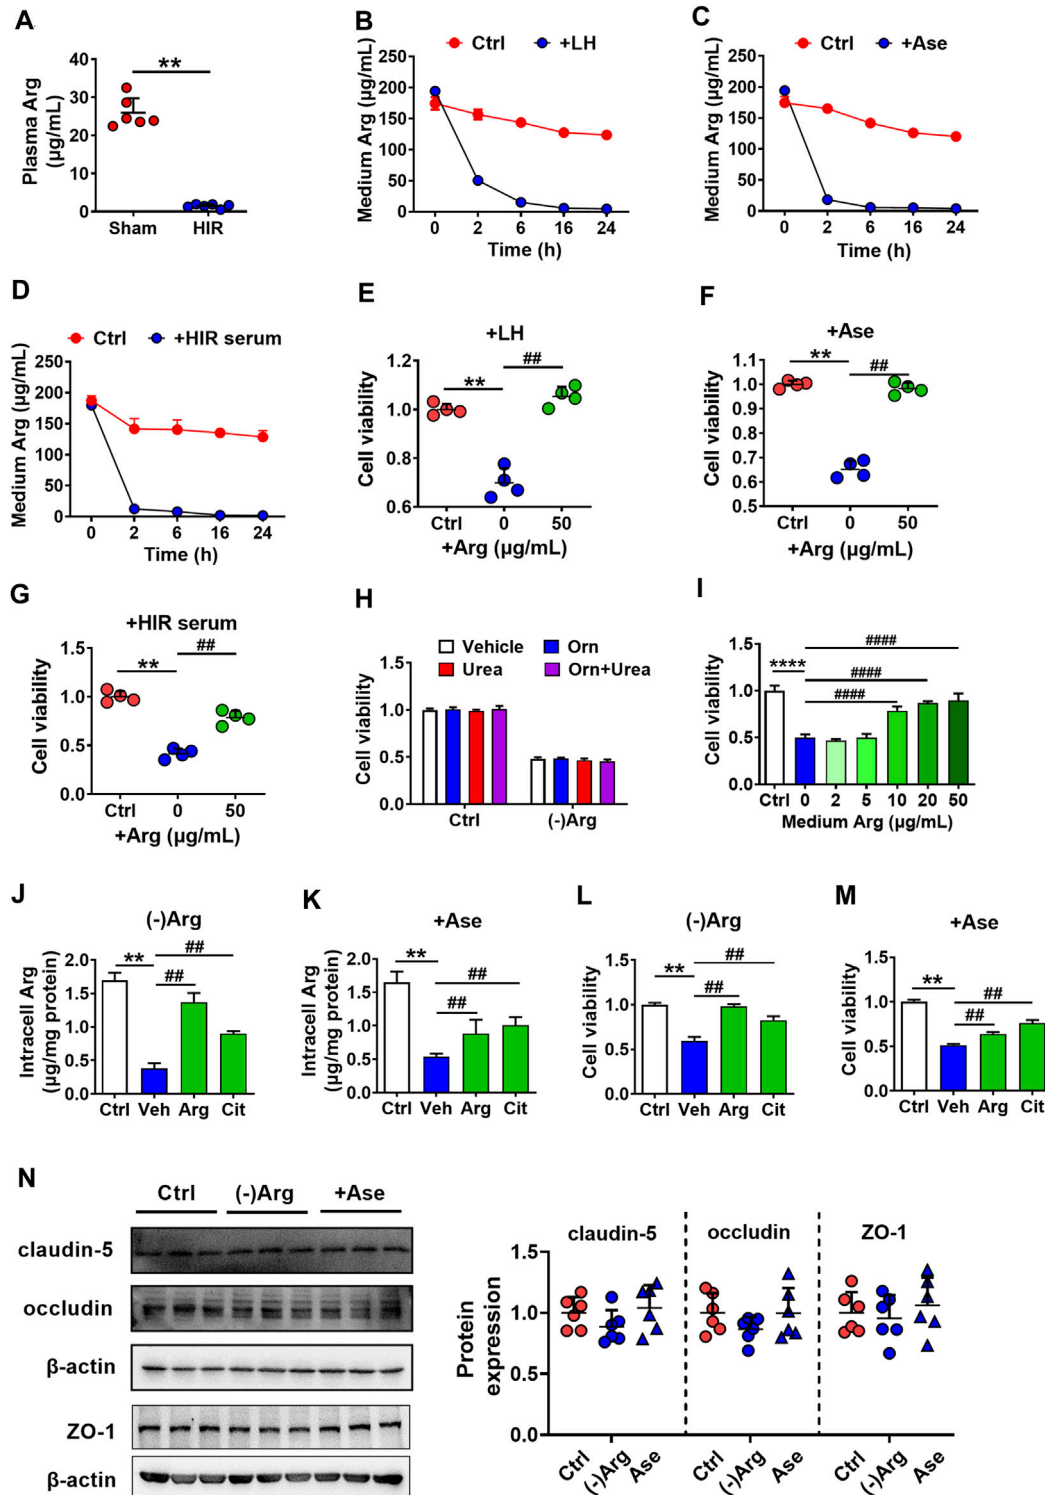 A
Plasma Arg
(μg/mL)
40
30
20
10
0
**
Sham HIR
B
Ctrl +LH
Medium Arg (μg/mL)
250
200
150
100
50
0
0 2 6 16 24
Time (h)
C
Ctrl +Ase
Medium Arg (μg/mL)
250
200
150
100
50
0
0 2 6 16 24
Time (h)
D
Ctrl +HIR serum
Medium Arg (μg/mL)
250
200
150
100
50
0
0 2 6 16 24
Time (h)
E
+LH
Cell viability
1.2
1.0
0.8
0.6
** ##
Ctrl 0 50
+Arg (μg/mL)
F
+Ase
Cell viability
1.1
1.0
0.9
0.8
0.7
0.6
0.5
** ##
Ctrl 0 50
+Arg (μg/mL)
G
+HIR serum
Cell viability
1.5
1.0
0.5
0.0
** ##
Ctrl 0 50
+Arg (μg/mL)
H
Vehicle Orn
Urea Orn+Urea
Cell viability
1.5
1.0
0.5
0.0
Ctrl (-)Arg
I
Cell viability
1.5
1.0
0.5
0.0
####
####
**** ####
Ctrl 0 2 5 10 20 50
Medium Arg (μg/mL)
J
(-)Arg
Intracell Arg
(μg/mg protein)
2.0
1.5
1.0
0.5
0.0
##
** ##
Ctrl Veh Arg Cit
K
+Ase
Intracell Arg
(μg/mg protein)
2.0
1.5
1.0
0.5
0.0
**
##
##
Ctrl Veh Arg Cit
L
(-)Arg
Cell viability
1.5
1.0
0.5
0.0
##
** ##
Ctrl Veh Arg Cit
M
+Ase
Cell viability
1.5
1.0
0.5
0.0
**
##
##
Ctrl Veh Arg Cit
N
Ctrl (-)Arg +Ase
claudin-5
occludin
β-actin
ZO-1
β-actin
claudin-5 occludin ZO-1
Protein
expression
1.5
1.0
0.5
0.0
Ctrl (-)Arg Ase Ctrl (-)Arg Ase Ctrl (-)Arg Ase